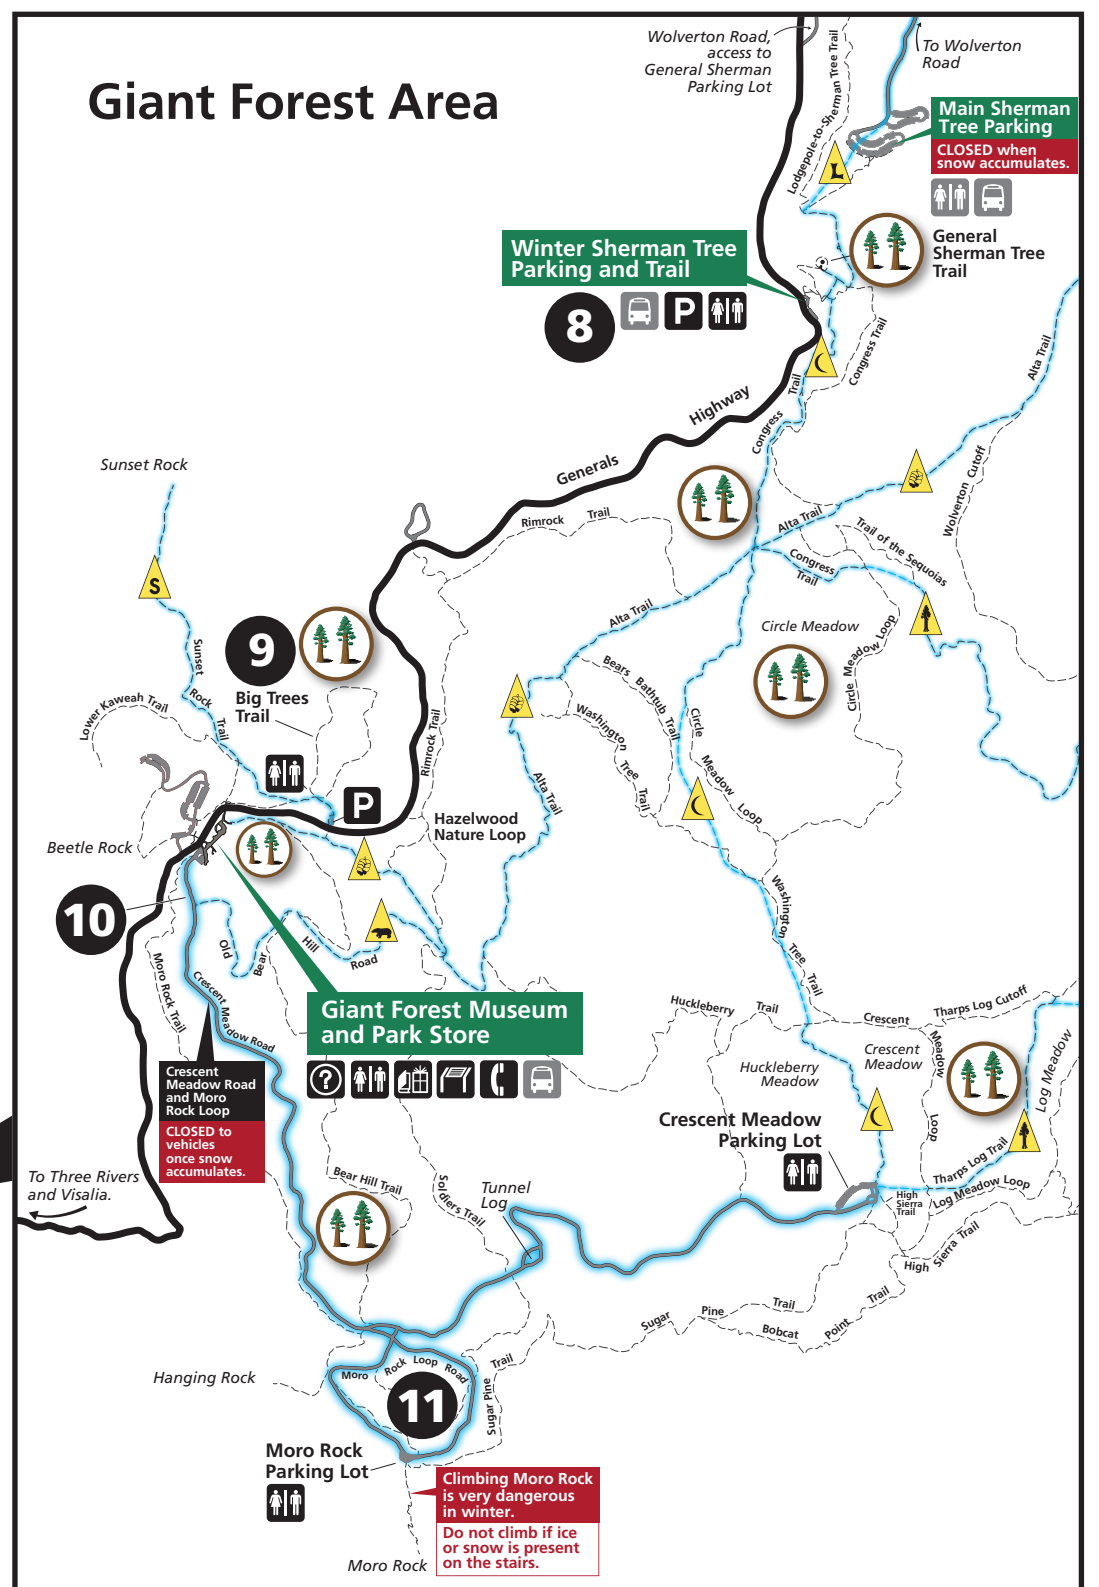 Giant Forest Area
Wolverton Road,
access to
General Sherman
Parking Lot
Lodgepole-to-Sherman Tree Trail
To Wolverton
Road
Main Sherman
Tree Parking
CLOSED when
snow accumulates.
L
General
Sherman Tree
Trail
Winter Sherman Tree
Parking and Trail
8
P
Congress Trail
Alta Trail
Congress
Trail
Generals
Highway
Sunset Rock
S
Rimrock
Trail
Alta Trail
Wolverton Cutoff
Trail of the Sequoias
Congress
Trail
Alta Trail
Circle Meadow
Circle Meadow Loop
9
Big Trees
Trail
Sunset
Rock
Trail
Lower Kaweah Trail
Rimrock Trail
Bears
Bathtub
Trail
Washington
Tree
Trail
Circle
Meadow
Loop
Alta Trail
P
Hazelwood
Nature Loop
Beetle Rock
10
Old
Bear
Hill
Road
Washington
Tree
Trail
Moro Rock Trail
Crescent
Meadow Road
Giant Forest Museum
and Park Store
?
Huckleberry
Trail
Crescent
Meadow
Loop
Tharps Log Cutoff
Crescent
Meadow
Log Meadow
Huckleberry
Meadow
Crescent
Meadow Road
and Moro
Rock Loop
CLOSED to
vehicles
once snow
accumulates.
Crescent Meadow
Parking Lot
Tharps Log Trail
Log Meadow Loop
High
Sierra
Trail
To Three Rivers
and Visalia.
Bear Hill Trail
Soldiers Trail
Tunnel
Log
High
Sierra Trail
Sugar
Pine
Trail
Bobcat
Point
Trail
Hanging Rock
Moro
Rock
Loop
Road
Sugar Pine
Trail
11
Moro Rock
Parking Lot
Climbing Moro Rock
is very dangerous
in winter.
Do not climb if ice
or snow is present
on the stairs.
Moro Rock